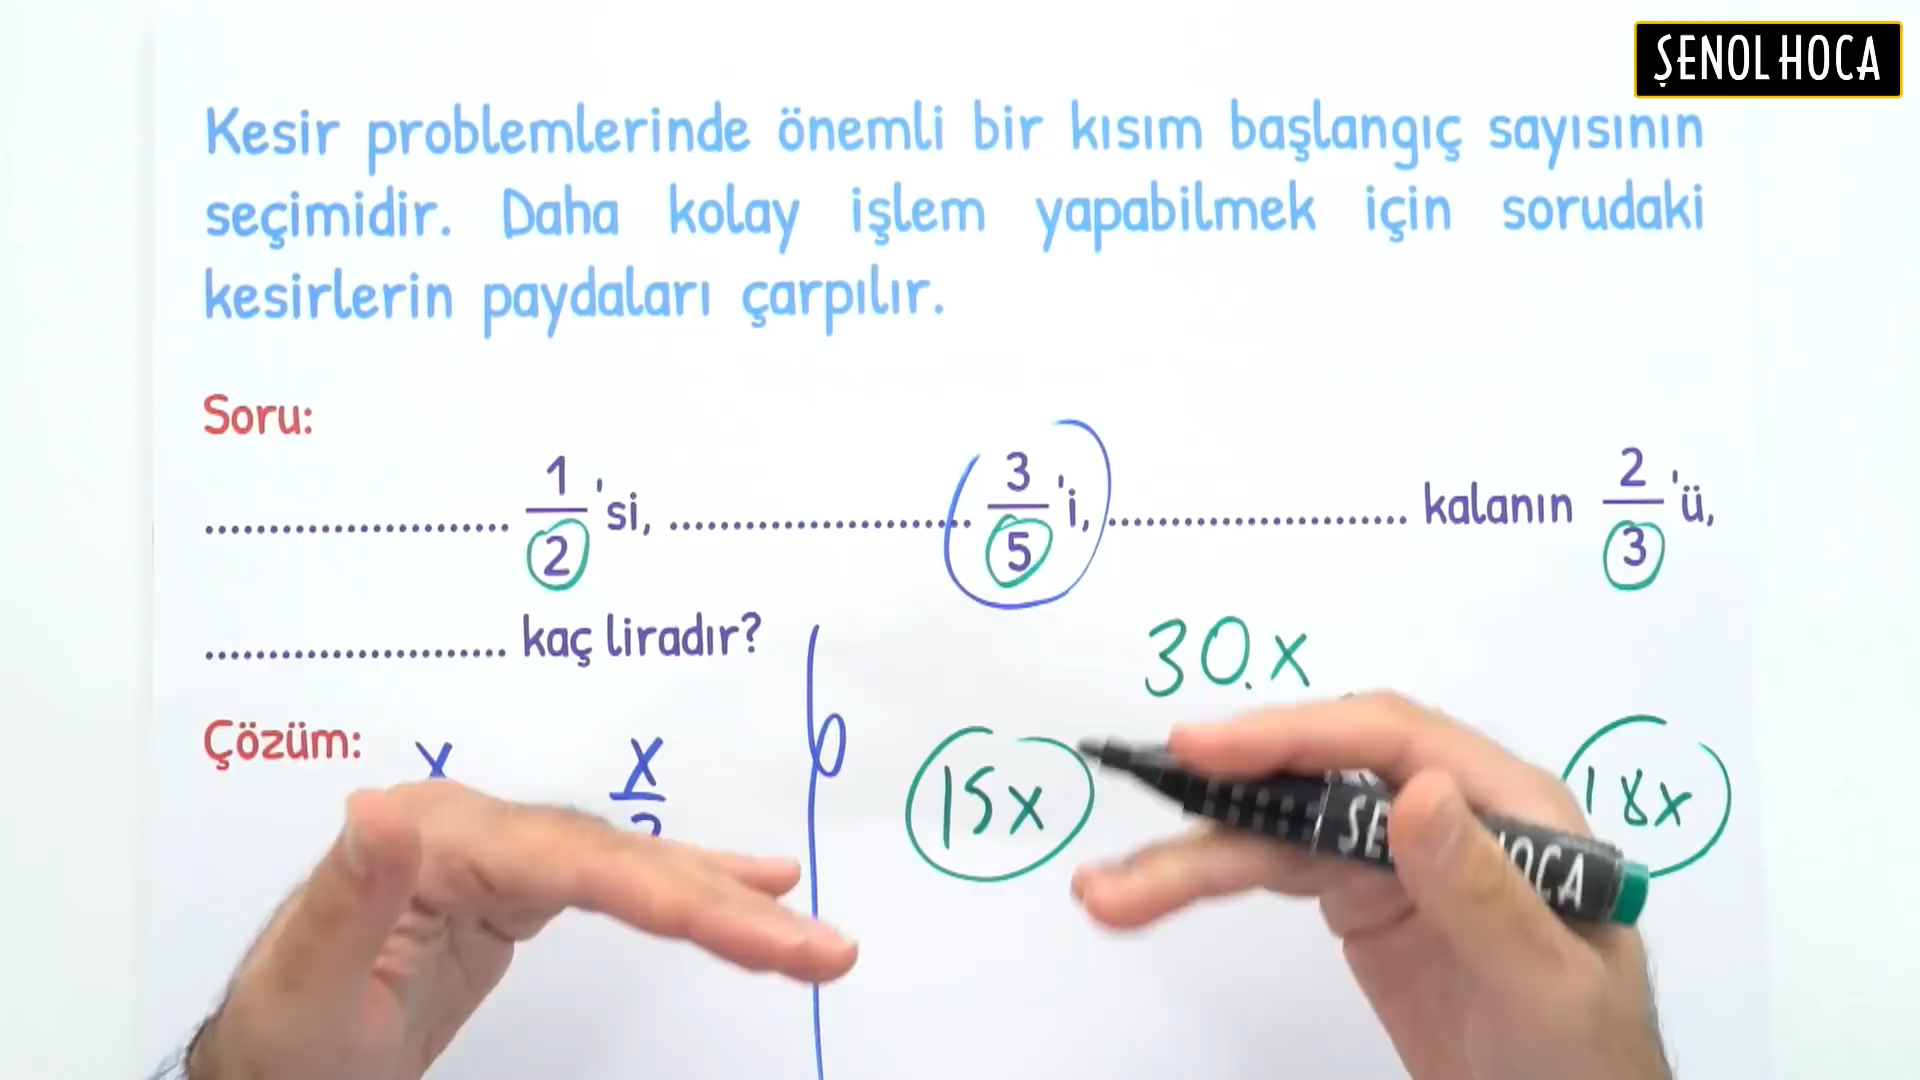 ŞENOL HOCA
Kesir problemlerinde önemli bir kısım başlangıç sayısının
seçimidir. Daha kolay işlem yapabilmek için sorudaki
kesirlerin paydaları çarpılır.
Soru:
........................ 1/2 'si, ........................ 3/5 'i, ........................ kalanın 2/3 'ü,
........................ kaç liradır?
30.x
Çözüm: x x/2 15x 18x